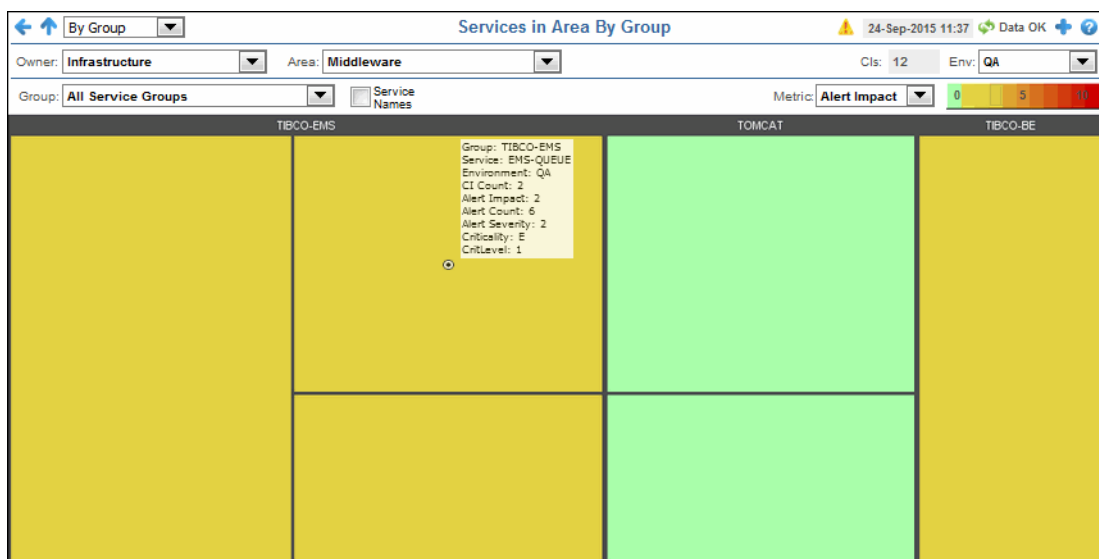 By Group
Services in Area By Group
24-Sep-2015 11:37 Data OK
Owner: Infrastructure
Area: Middleware
CIs: 12
Env: QA
Group: All Service Groups
Service
Names
Metric: Alert Impact
0 5 10
TIBCO-EMS
TOMCAT
TIBCO-BE
Group: TIBCO-EMS
Service: EMS-QUEUE
Environment: QA
CI Count: 2
Alert Impact: 2
Alert Count: 6
Alert Severity: 2
Criticality: E
CritLevel: 1